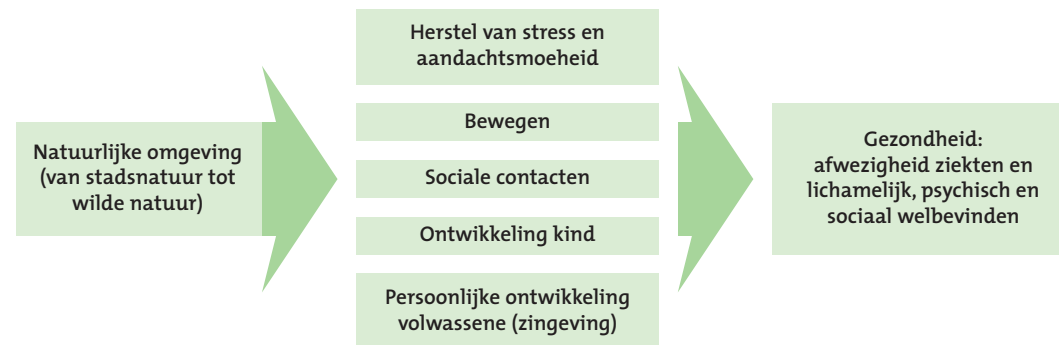 Natuurlijke omgeving
(van stadsnatuur tot
wilde natuur)
Herstel van stress en
aandachtsmoeheid
Bewegen
Sociale contacten
Ontwikkeling kind
Persoonlijke ontwikkeling
volwassene (zingeving)
Gezondheid:
afwezigheid ziekten en
lichamelijk, psychisch en
sociaal welbevinden